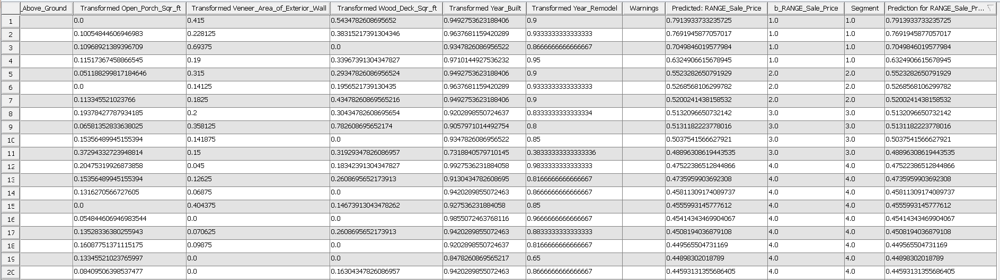 _Above_Ground Transformed Open_Porch_Sqr_ft Transformed Veneer_Area_of_Exterior_Wall Transformed Wood_Deck_Sqr_ft Transformed Year_Built Transformed Year_Remodel Warnings Predicted: RANGE_Sale_Price b_RANGE_Sale_Price Segment Prediction for RANGE_Sale_Pr...
1 0.0 0.415 0.5434782608695652 0.9492753623188406 0.9 0.7913933733235725 1.0 1.0 0.7913933733235725
2 0.10054844606946983 0.228125 0.38315217391304346 0.9637681159420289 0.9333333333333333 0.7691945877057017 1.0 1.0 0.7691945877057017
3 0.10968921389396709 0.69375 0.0 0.9347826086956522 0.8666666666666667 0.7049846019577984 1.0 1.0 0.7049846019577984
4 0.11517367458866545 0.19 0.33967391304347827 0.9710144927536232 0.95 0.6324906615678945 1.0 1.0 0.6324906615678945
5 0.051188299817184646 0.315 0.29347826086956524 0.9492753623188406 0.9 0.5523282650791929 2.0 2.0 0.5523282650791929
6 0.0 0.14125 0.1956521739130435 0.9637681159420289 0.9333333333333333 0.5268568106299782 2.0 2.0 0.5268568106299782
7 0.113345521023766 0.1825 0.43478260869565216 0.9492753623188406 0.9 0.5200241438158532 2.0 2.0 0.5200241438158532
8 0.19378427787934185 0.2 0.30434782608695654 0.9202898550724637 0.8333333333333334 0.5132096650732142 3.0 3.0 0.5132096650732142
9 0.06581352833638025 0.358125 0.782608695652174 0.9057971014492754 0.8 0.5131182223778016 3.0 3.0 0.5131182223778016
10 0.15356489945155394 0.141875 0.0 0.9347826086956522 0.85 0.5037541566627921 3.0 3.0 0.5037541566627921
11 0.37294332723948814 0.15 0.31929347826086957 0.7318840579710145 0.38333333333333336 0.48896308619443535 3.0 3.0 0.48896308619443535
12 0.20475319926873858 0.045 0.18342391304347827 0.9927536231884058 0.9833333333333333 0.47522386512844866 4.0 4.0 0.47522386512844866
13 0.15356489945155394 0.12625 0.2608695652173913 0.9130434782608695 0.8166666666666667 0.4735959903692308 4.0 4.0 0.4735959903692308
14 0.1316270566727605 0.06875 0.0 0.9420289855072463 0.8666666666666667 0.45811309174089737 4.0 4.0 0.45811309174089737
15 0.0 0.404375 0.14673913043478262 0.927536231884058 0.85 0.4555993145777612 4.0 4.0 0.4555993145777612
16 0.054844606946983544 0.0 0.0 0.9855072463768116 0.9666666666666667 0.45414343469904067 4.0 4.0 0.45414343469904067
17 0.13528336380255943 0.070625 0.2608695652173913 0.9420289855072463 0.8833333333333333 0.4508194036879108 4.0 4.0 0.4508194036879108
18 0.16087751371115175 0.09875 0.0 0.9202898550724637 0.8166666666666667 0.449565504731169 4.0 4.0 0.449565504731169
19 0.13345521023765997 0.0 0.0 0.8478260869565217 0.65 0.44898302018789 4.0 4.0 0.44898302018789
20 0.08409506398537477 0.0 0.16304347826086957 0.9420289855072463 0.8666666666666667 0.44593131355686405 4.0 4.0 0.44593131355686405